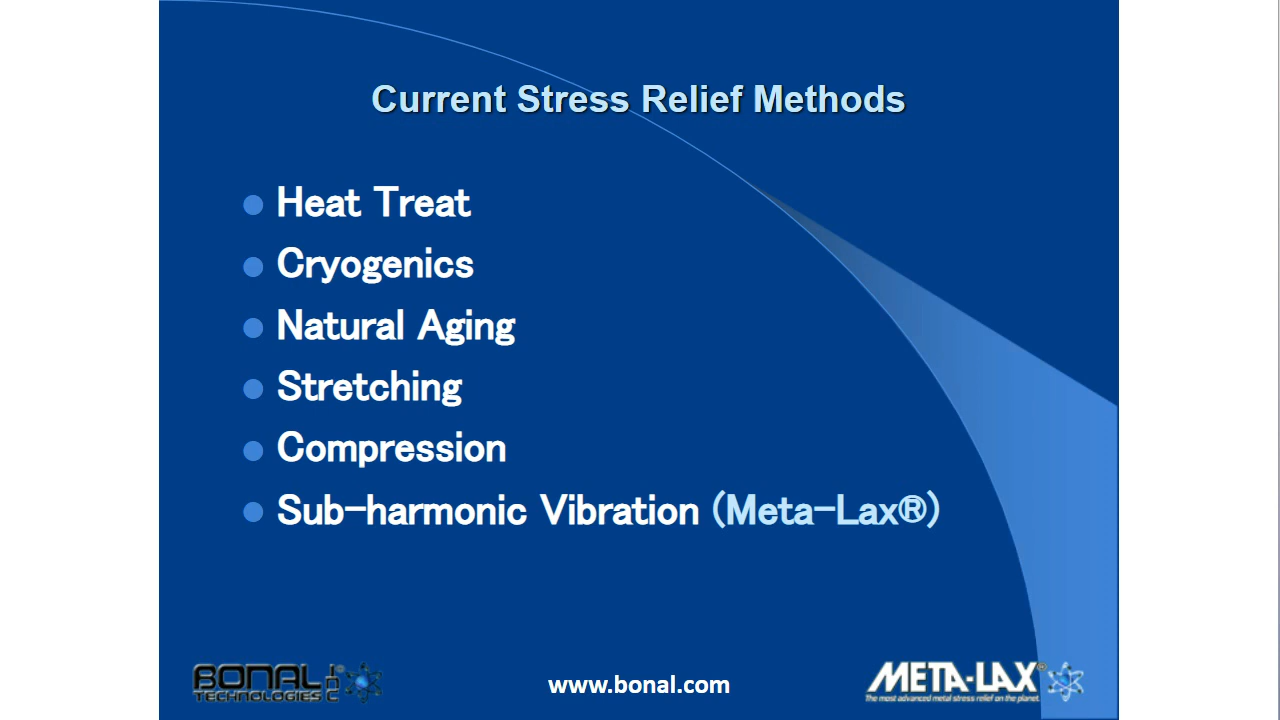 Current Stress Relief Methods
Heat Treat
Cryogenics
Natural Aging
Stretching
Compression
Sub-harmonic Vibration (Meta-Lax®)
BONAL INC®
TECHNOLOGIES
www.bonal.com
META-LAX®
The most advanced metal stress relief on the planet.